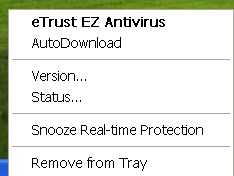 eTrust EZ Antivirus
AutoDownload
Version...
Status...
Snooze Real-time Protection
Remove from Tray